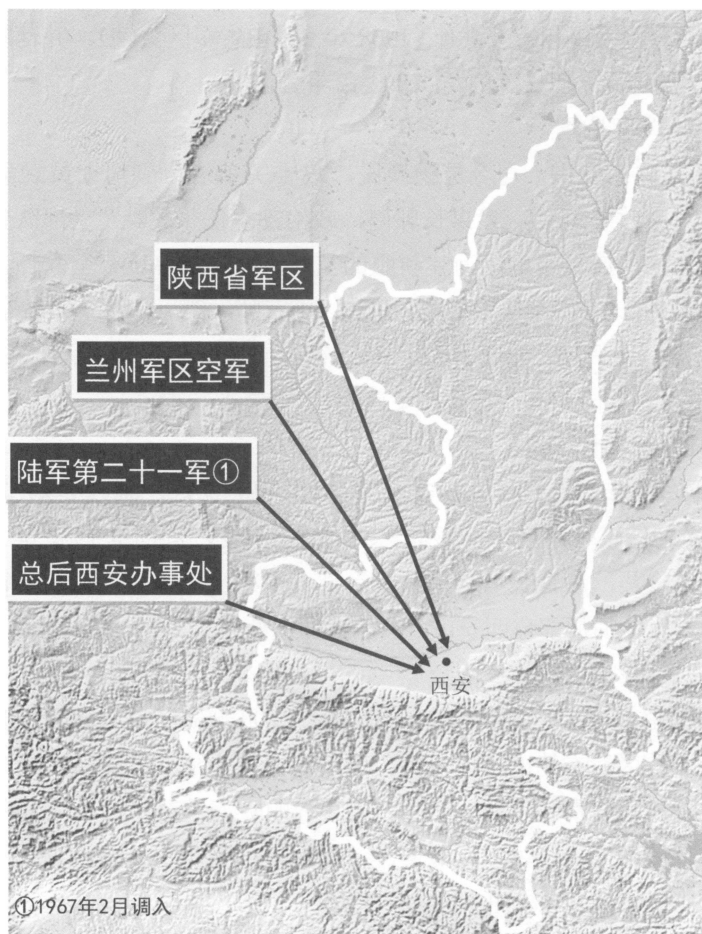 陕西省军区
兰州军区空军
陆军第二十一军①
总后西安办事处
西安
①1967年2月调入